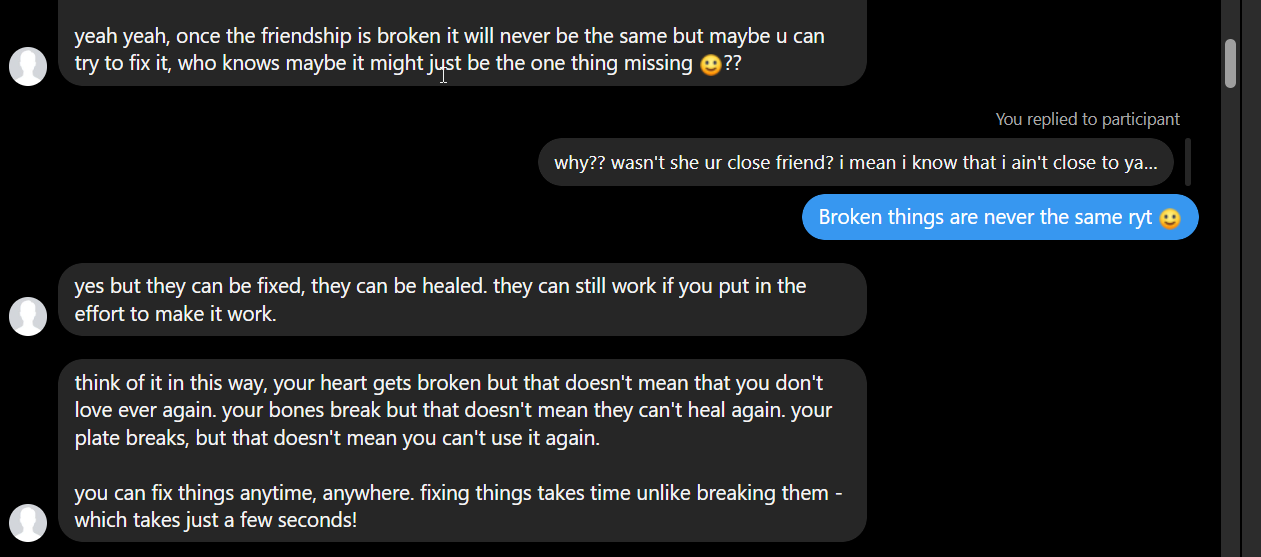 yeah yeah, once the friendship is broken it will never be the same but maybe u can
try to fix it, who knows maybe it might just be the one thing missing 🙂??
You replied to participant
why?? wasn't she ur close friend? i mean i know that i ain't close to ya...
Broken things are never the same ryt 🙂
yes but they can be fixed, they can be healed. they can still work if you put in the
effort to make it work.
think of it in this way, your heart gets broken but that doesn't mean that you don't
love ever again. your bones break but that doesn't mean they can't heal again. your
plate breaks, but that doesn't mean you can't use it again.
you can fix things anytime, anywhere. fixing things takes time unlike breaking them -
which takes just a few seconds!